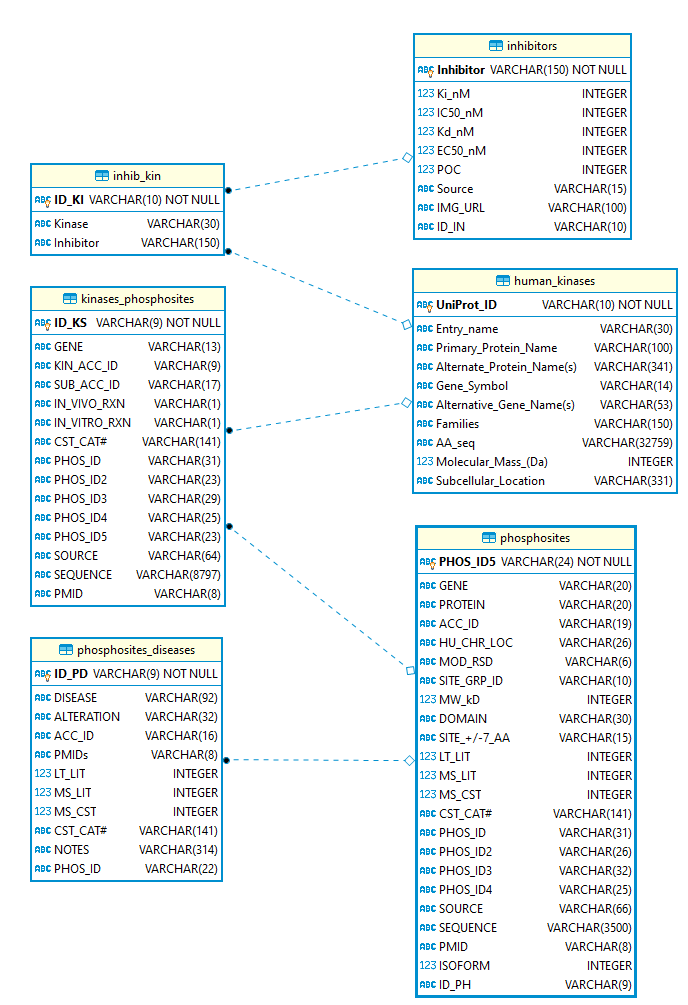 inhibitors
Inhibitor VARCHAR(150) NOT NULL
123 Ki_nM INTEGER
123 IC50_nM INTEGER
123 Kd_nM INTEGER
123 EC50_nM INTEGER
123 POC INTEGER
ABC Source VARCHAR(15)
ABC IMG_URL VARCHAR(100)
ABC ID_IN VARCHAR(10)
inhib_kin
ABC ID_KI VARCHAR(10) NOT NULL
ABC Kinase VARCHAR(30)
ABC Inhibitor VARCHAR(150)
human_kinases
ABC UniProt_ID VARCHAR(10) NOT NULL
ABC Entry_name VARCHAR(30)
ABC Primary_Protein_Name VARCHAR(100)
ABC Alternate_Protein_Name(s) VARCHAR(341)
ABC Gene_Symbol VARCHAR(14)
ABC Alternative_Gene_Name(s) VARCHAR(53)
ABC Families VARCHAR(150)
ABC AA_seq VARCHAR(32759)
123 Molecular_Mass_(Da) INTEGER
ABC Subcellular_Location VARCHAR(331)
kinases_phosphosites
ABC ID_KS VARCHAR(9) NOT NULL
ABC GENE VARCHAR(13)
ABC KIN_ACC_ID VARCHAR(9)
ABC SUB_ACC_ID VARCHAR(17)
ABC IN_VIVO_RXN VARCHAR(1)
ABC IN_VITRO_RXN VARCHAR(1)
ABC CST_CAT# VARCHAR(141)
ABC PHOS_ID VARCHAR(31)
ABC PHOS_ID2 VARCHAR(23)
ABC PHOS_ID3 VARCHAR(29)
ABC PHOS_ID4 VARCHAR(25)
ABC PHOS_ID5 VARCHAR(23)
ABC SOURCE VARCHAR(64)
ABC SEQUENCE VARCHAR(8797)
ABC PMID VARCHAR(8)
phosphosites
ABC PHOS_ID5 VARCHAR(24) NOT NULL
ABC GENE VARCHAR(20)
ABC PROTEIN VARCHAR(20)
ABC ACC_ID VARCHAR(19)
ABC HU_CHR_LOC VARCHAR(26)
ABC MOD_RSD VARCHAR(6)
ABC SITE_GRP_ID VARCHAR(10)
123 MW_kD INTEGER
ABC DOMAIN VARCHAR(30)
ABC SITE_+/-7_AA VARCHAR(15)
123 LT_LIT INTEGER
123 MS_LIT INTEGER
123 MS_CST INTEGER
ABC CST_CAT# VARCHAR(141)
ABC PHOS_ID VARCHAR(31)
ABC PHOS_ID2 VARCHAR(26)
ABC PHOS_ID3 VARCHAR(32)
ABC PHOS_ID4 VARCHAR(25)
ABC SOURCE VARCHAR(66)
ABC SEQUENCE VARCHAR(3500)
ABC PMID VARCHAR(8)
123 ISOFORM INTEGER
ABC ID_PH VARCHAR(9)
phosphosites_diseases
ABC ID_PD VARCHAR(9) NOT NULL
ABC DISEASE VARCHAR(92)
ABC ALTERATION VARCHAR(32)
ABC ACC_ID VARCHAR(16)
ABC PMIDs VARCHAR(8)
123 LT_LIT INTEGER
123 MS_LIT INTEGER
123 MS_CST INTEGER
ABC CST_CAT# VARCHAR(141)
ABC NOTES VARCHAR(314)
ABC PHOS_ID VARCHAR(22)